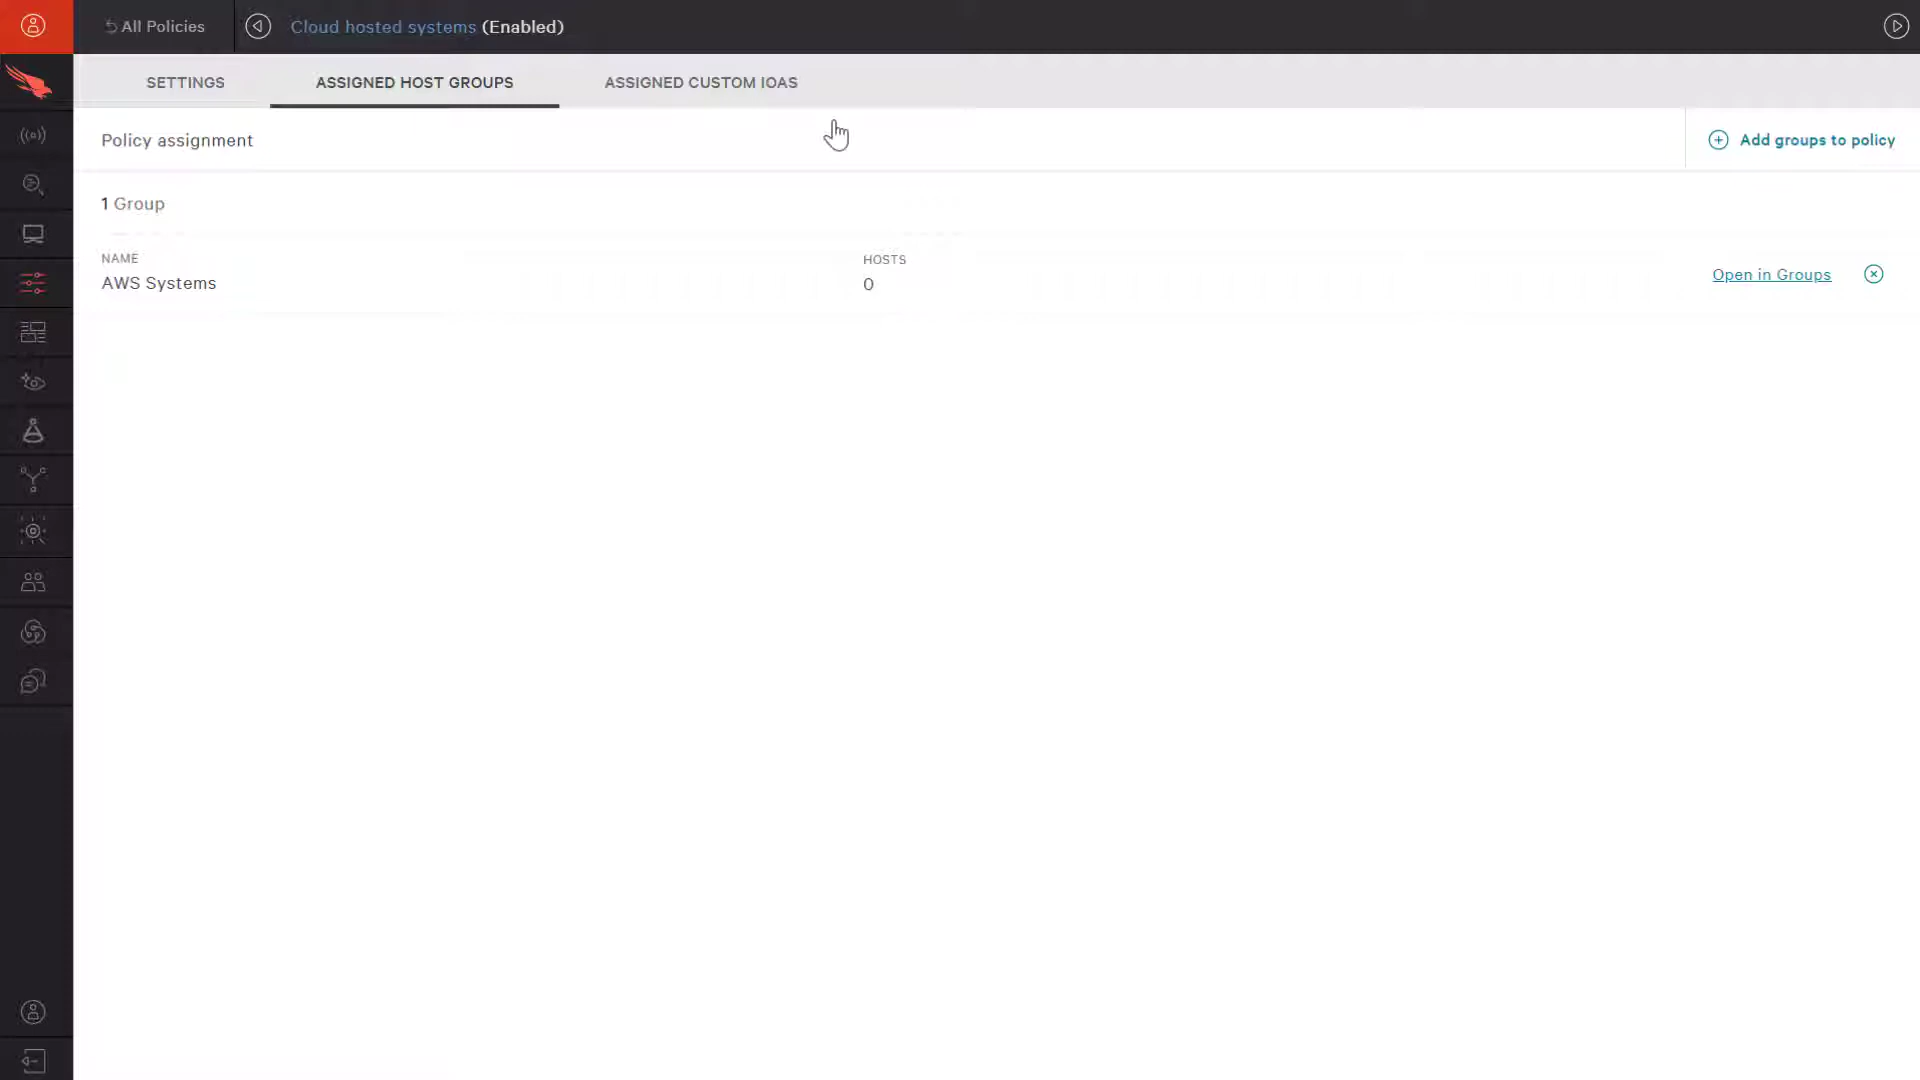 All Policies
Cloud hosted systems (Enabled)
SETTINGS
ASSIGNED HOST GROUPS
ASSIGNED CUSTOM IOAS
Policy assignment
Add groups to policy
1 Group
NAME
HOSTS
AWS Systems
0
Open in Groups